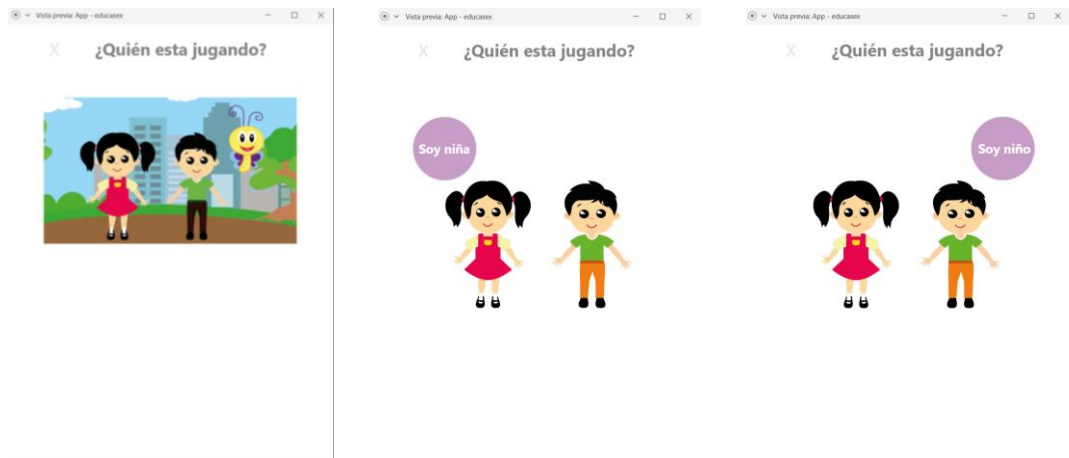 Vista previa: App - educasex
X ¿Quién esta jugando?
Vista previa: App - educasex
X ¿Quién esta jugando?
Soy niña
Vista previa: App - educasex
X ¿Quién esta jugando?
Soy niño